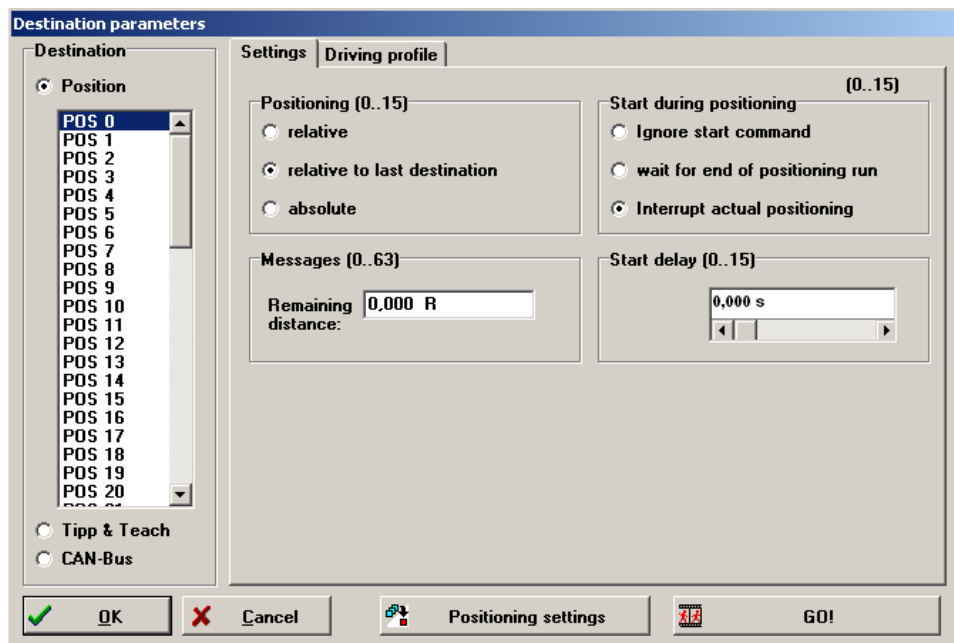 Destination parameters
Destination
Position
POS 0
POS 1
POS 2
POS 3
POS 4
POS 5
POS 6
POS 7
POS 8
POS 9
POS 10
POS 11
POS 12
POS 13
POS 14
POS 15
POS 16
POS 17
POS 18
POS 19
POS 20
Tipp & Teach
CAN-Bus
Settings
Driving profile
(0..15)
Positioning (0..15)
relative
relative to last destination
absolute
Start during positioning
Ignore start command
wait for end of positioning run
Interrupt actual positioning
Messages (0..63)
Remaining distance:
0,000 R
Start delay (0..15)
0,000 s
OK
Cancel
Positioning settings
GO!